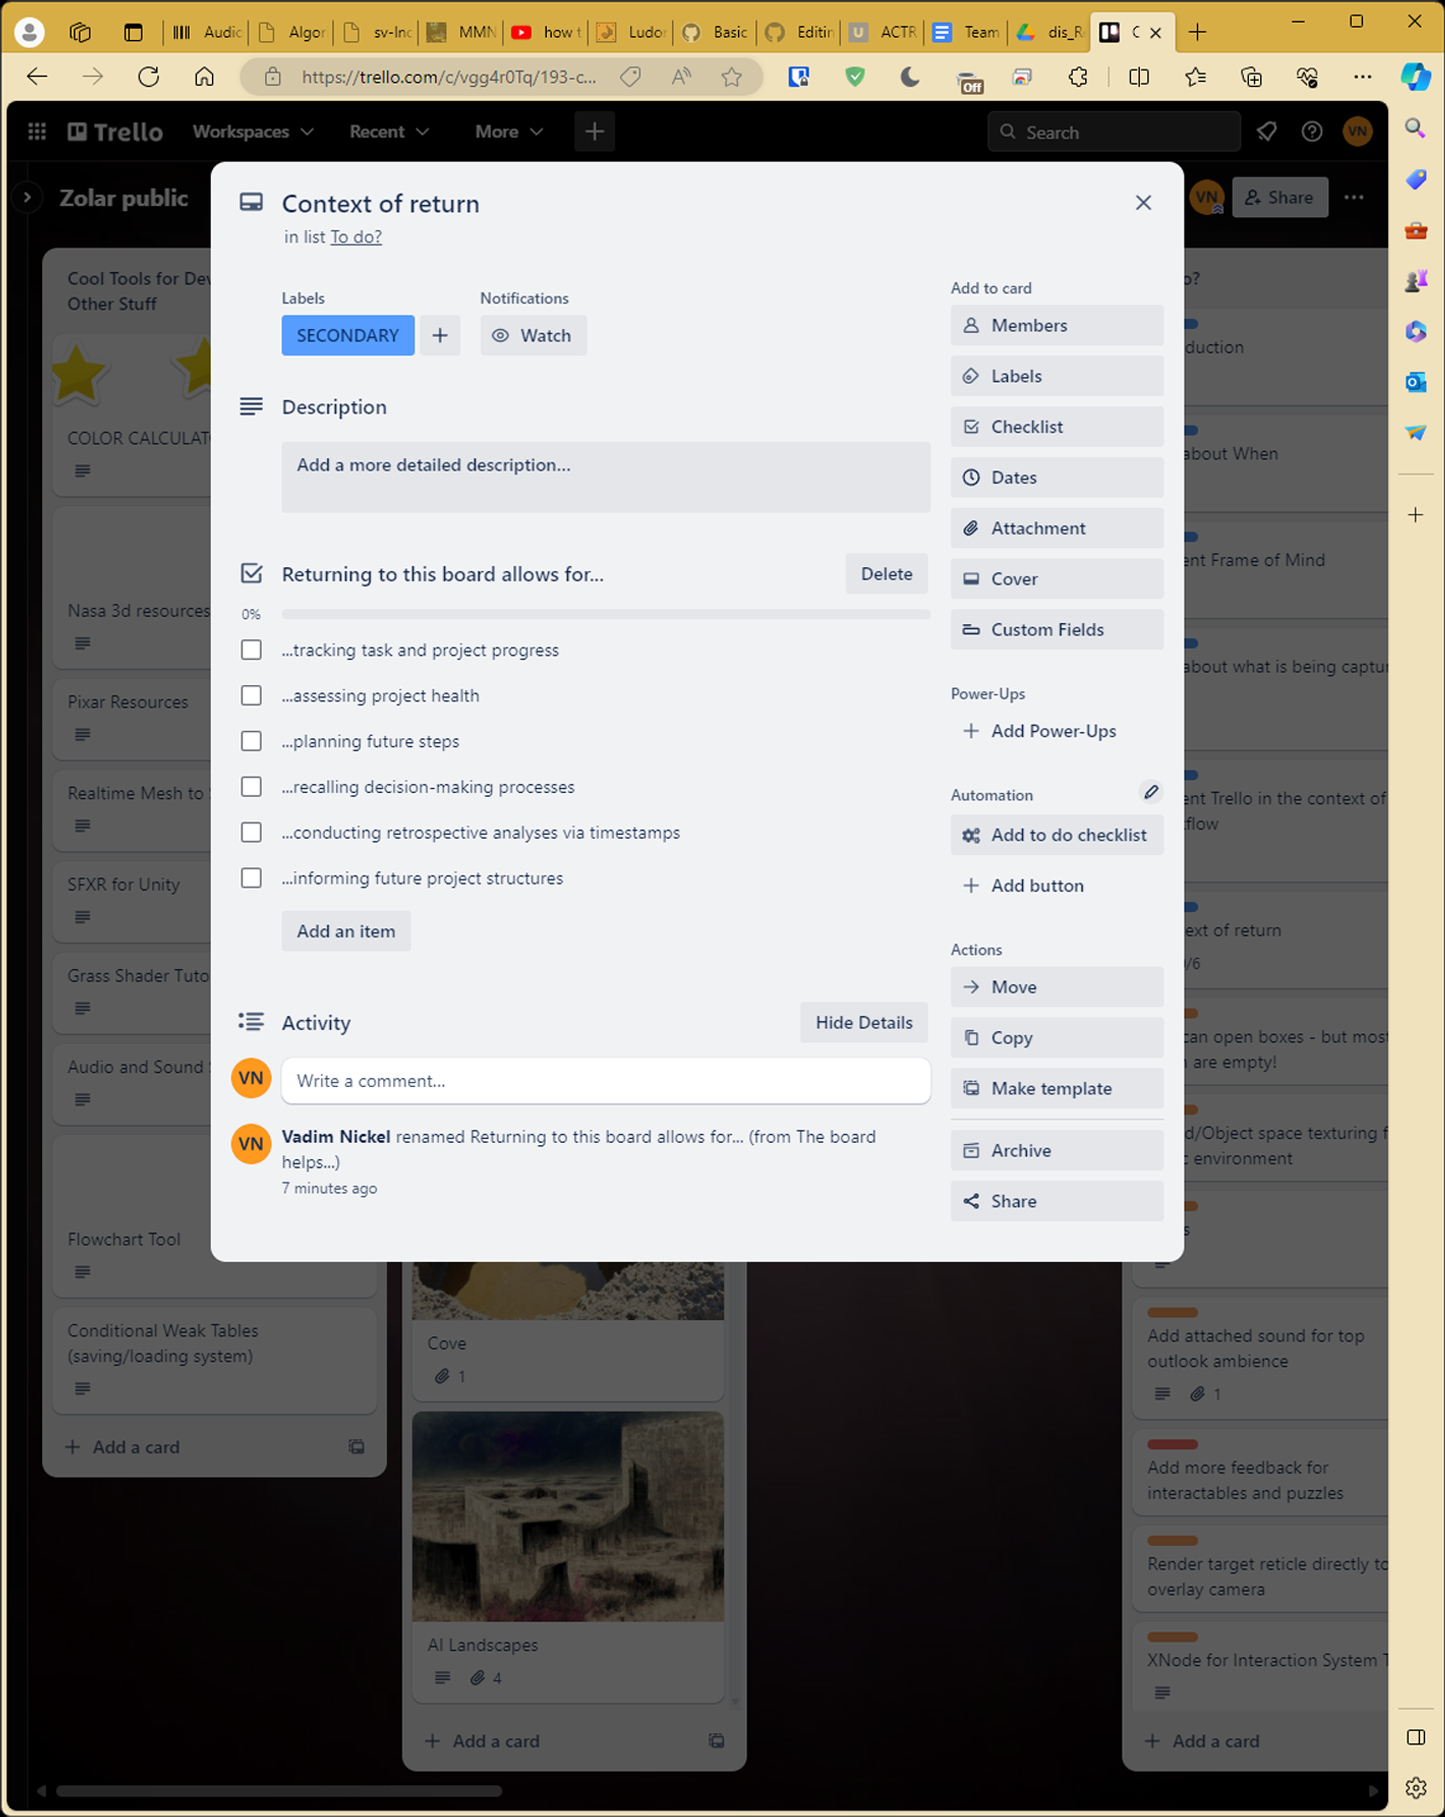 Audic
Algor
sv-Inc
MMN
how t
Ludor
Basic
Editin
ACTR
Team
dis_Re
https://trello.com/c/vgg4r0Tq/193-c...
Off
Trello
Workspaces
Recent
More
Search
VN
Zolar public
VN
Share
Context of return
in list To do?
Labels
Notifications
SECONDARY
Watch
Description
Add a more detailed description...
Returning to this board allows for...
Delete
0%
...tracking task and project progress
...assessing project health
...planning future steps
...recalling decision-making processes
...conducting retrospective analyses via timestamps
...informing future project structures
Add an item
Activity
Hide Details
VN
Write a comment...
VN
Vadim Nickel renamed Returning to this board allows for... (from The board
helps...)
7 minutes ago
Add to card
Members
Labels
Checklist
Dates
Attachment
Cover
Custom Fields
Power-Ups
Add Power-Ups
Automation
Add to do checklist
Add button
Actions
Move
Copy
Make template
Archive
Share
Cool Tools for Dev
Other Stuff
COLOR CALCULAT
Nasa 3d resources
Pixar Resources
Realtime Mesh to
SFXR for Unity
Grass Shader Tuto
Audio and Sound
Flowchart Tool
Conditional Weak Tables
(saving/loading system)
Add a card
Cove
1
AI Landscapes
4
Add a card
o?
duction
about When
ent Frame of Mind
about what is being captu
ent Trello in the context of
flow
ext of return
/6
can open boxes - but most
are empty!
d/Object space texturing f
c environment
s
Add attached sound for top
outlook ambience
1
Add more feedback for
interactables and puzzles
Render target reticle directly to
overlay camera
XNode for Interaction System T
Add a card